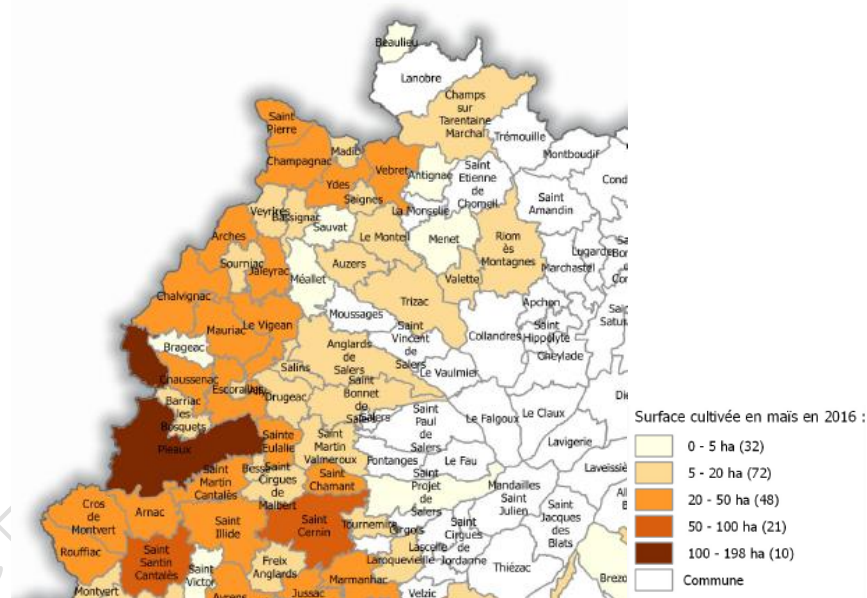 Beaulieu
Lanobre
Champs
sur
Tarentaine
Marchal
Trémouille
Saint
Pierre
Madic
Champagnac
Vebret
Antignac
Saint
Etienne
de
Chomeil
Montboudif
Cond
Ydes
Saignes
La Monselie
Saint
Amandin
Veyrières
Bassignac
Sauvat
Le Monteil
Menet
Riom
ès
Montagnes
Lugarde
Marchastel
Arches
Sourniac
Jaleyrac
Méallet
Auzers
Valette
Chalvignac
Trizac
Apchon
Moussages
Mauriac
Le Vigean
Saint
Vincent
de
Salers
Collandres
Saint
Hippolyte
Cheylade
Brageac
Anglards
de
Salers
Salins
Le Vaulmier
Chaussenac
Escorailles
Drugeac
Saint
Bonnet
de
Salers
Barriac
les
Bosquets
Salers
Saint
Paul
de
Salers
Le Falgoux
Le Claux
Pleaux
Sainte
Eulalie
Saint
Martin
Valmeroux
Fontanges
Le Fau
Lavigerie
Saint
Martin
Cantalès
Besse
Saint
Cirgues
de
Malbert
Saint
Chamant
Saint
Projet
de
Salers
Mandailles
Saint
Julien
Cros
de
Montvert
Arnac
Saint
Illide
Saint
Cernin
Tournemire
Girgols
Saint
Cirgues
de
Jordanne
Saint
Jacques
des
Blats
Rouffiac
Saint
Santin
Cantalès
Saint
Victor
Freix
Anglards
Lascelle
Laroquevieille
Thiézac
Montvert
Ayrens
Jussac
Marmanhac
Velzic
Brezo
Surface cultivée en maïs en 2016 :
0 - 5 ha (32)
5 - 20 ha (72)
20 - 50 ha (48)
50 - 100 ha (21)
100 - 198 ha (10)
Commune